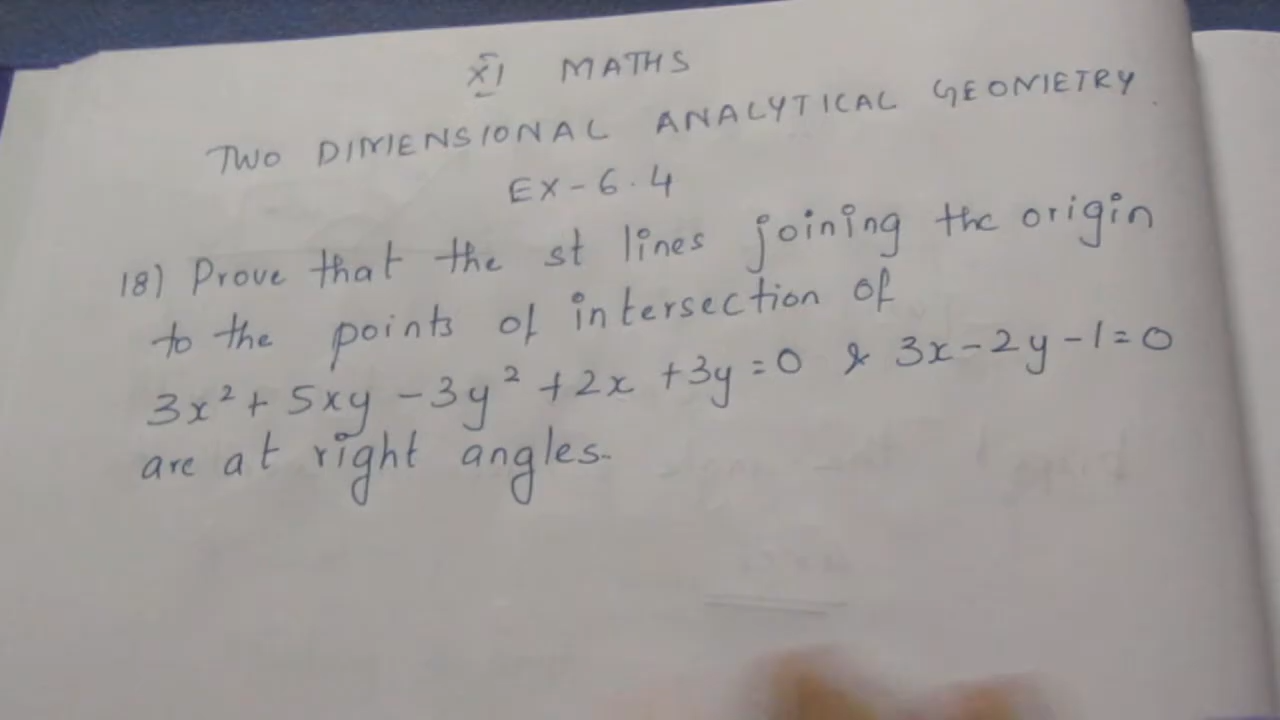 XI MATHS
TWO DIMENSIONAL ANALYTICAL GEOMETRY
EX-6.4
18) Prove that the st lines joining the origin
to the points of intersection of
3x² + 5xy - 3y² + 2x + 3y = 0 & 3x - 2y - 1 = 0
are at right angles.